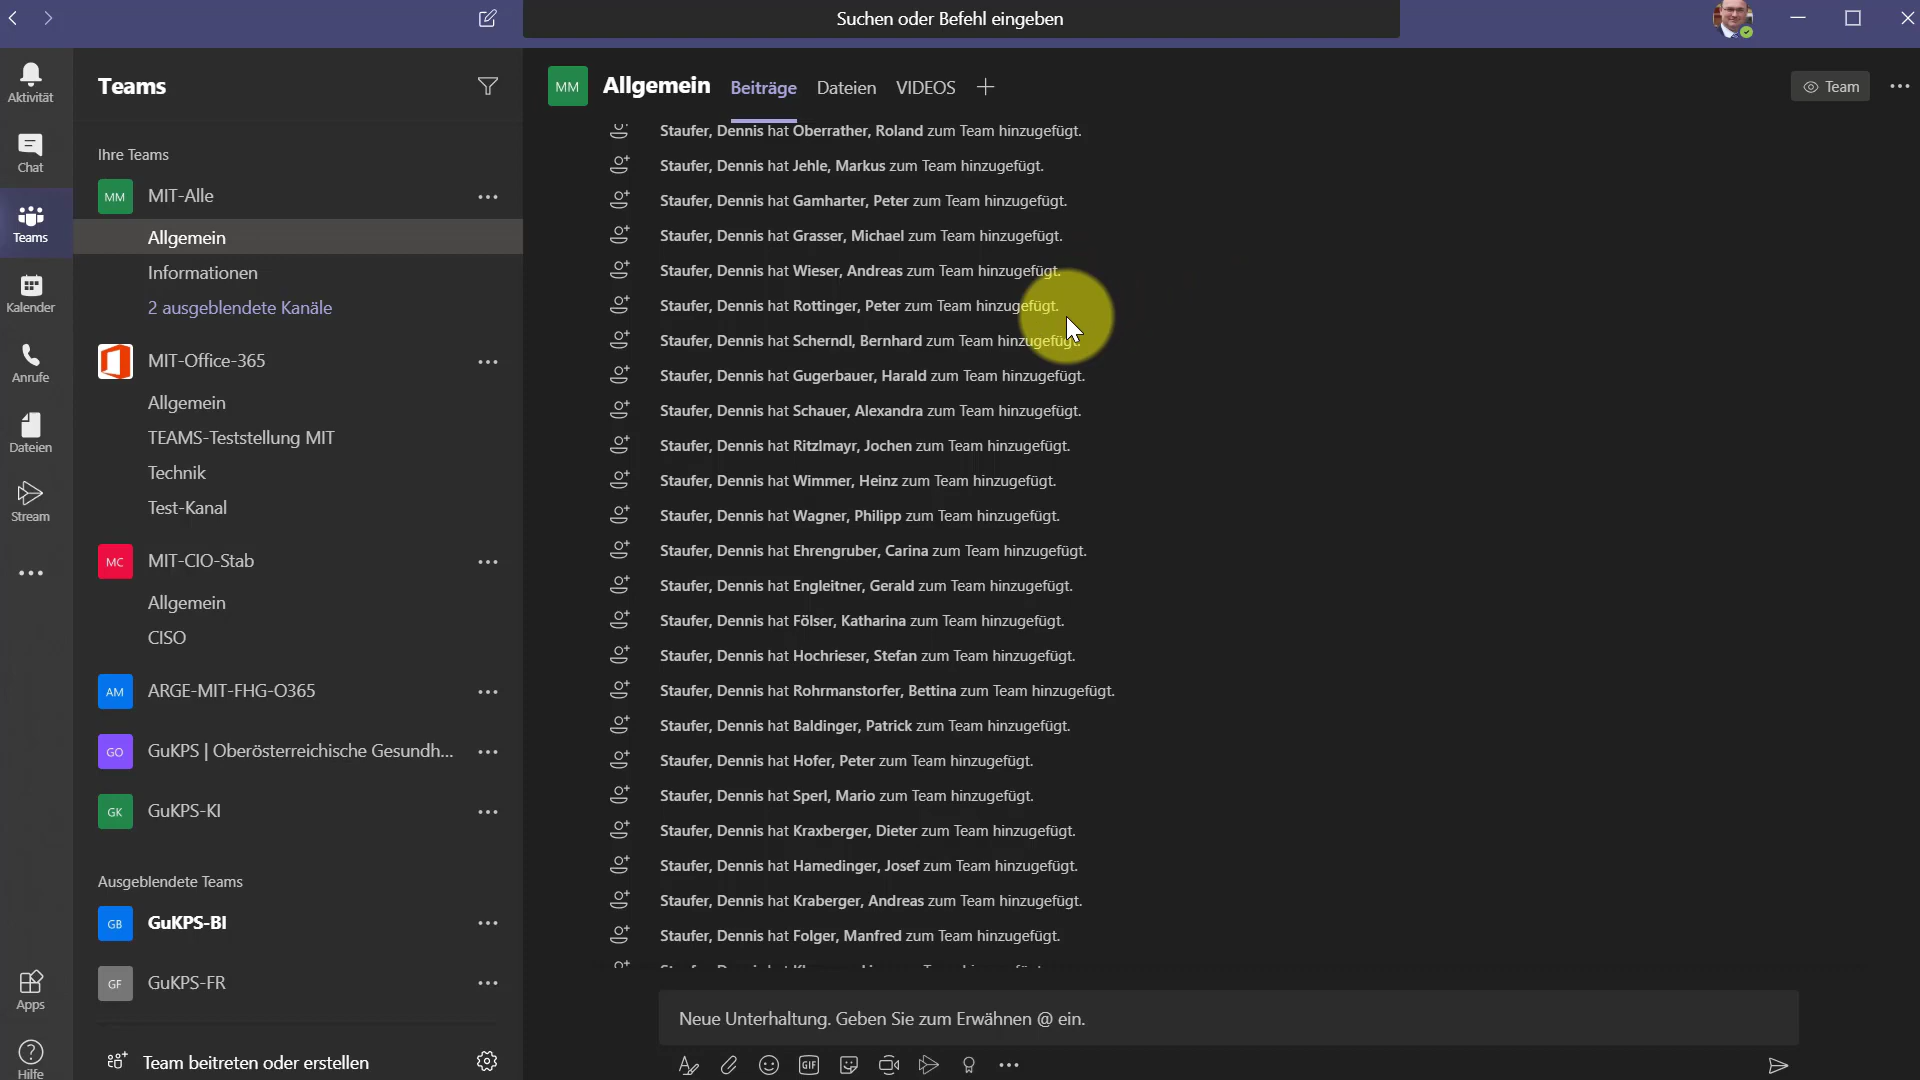 Suchen oder Befehl eingeben
Aktivität
Chat
Teams
Kalender
Anrufe
Dateien
Stream
Apps
Hilfe
Teams
Ihre Teams
MM MIT-Alle
Allgemein
Informationen
2 ausgeblendete Kanäle
MIT-Office-365
Allgemein
TEAMS-Teststellung MIT
Technik
Test-Kanal
MC MIT-CIO-Stab
Allgemein
CISO
AM ARGE-MIT-FHG-O365
GO GuKPS | Oberösterreichische Gesundh...
GK GuKPS-KI
Ausgeblendete Teams
GB GuKPS-BI
GF GuKPS-FR
Team beitreten oder erstellen
MM Allgemein Beiträge Dateien VIDEOS
Team
Staufer, Dennis hat Oberrather, Roland zum Team hinzugefügt.
Staufer, Dennis hat Jehle, Markus zum Team hinzugefügt.
Staufer, Dennis hat Gamharter, Peter zum Team hinzugefügt.
Staufer, Dennis hat Grasser, Michael zum Team hinzugefügt.
Staufer, Dennis hat Wieser, Andreas zum Team hinzugefügt.
Staufer, Dennis hat Rottinger, Peter zum Team hinzugefügt.
Staufer, Dennis hat Scherndl, Bernhard zum Team hinzugefügt.
Staufer, Dennis hat Gugerbauer, Harald zum Team hinzugefügt.
Staufer, Dennis hat Schauer, Alexandra zum Team hinzugefügt.
Staufer, Dennis hat Ritzlmayr, Jochen zum Team hinzugefügt.
Staufer, Dennis hat Wimmer, Heinz zum Team hinzugefügt.
Staufer, Dennis hat Wagner, Philipp zum Team hinzugefügt.
Staufer, Dennis hat Ehrengruber, Carina zum Team hinzugefügt.
Staufer, Dennis hat Engleitner, Gerald zum Team hinzugefügt.
Staufer, Dennis hat Fölser, Katharina zum Team hinzugefügt.
Staufer, Dennis hat Hochrieser, Stefan zum Team hinzugefügt.
Staufer, Dennis hat Rohrmanstorfer, Bettina zum Team hinzugefügt.
Staufer, Dennis hat Baldinger, Patrick zum Team hinzugefügt.
Staufer, Dennis hat Hofer, Peter zum Team hinzugefügt.
Staufer, Dennis hat Sperl, Mario zum Team hinzugefügt.
Staufer, Dennis hat Kraxberger, Dieter zum Team hinzugefügt.
Staufer, Dennis hat Hamedinger, Josef zum Team hinzugefügt.
Staufer, Dennis hat Kraberger, Andreas zum Team hinzugefügt.
Staufer, Dennis hat Folger, Manfred zum Team hinzugefügt.
Neue Unterhaltung. Geben Sie zum Erwähnen @ ein.
GIF